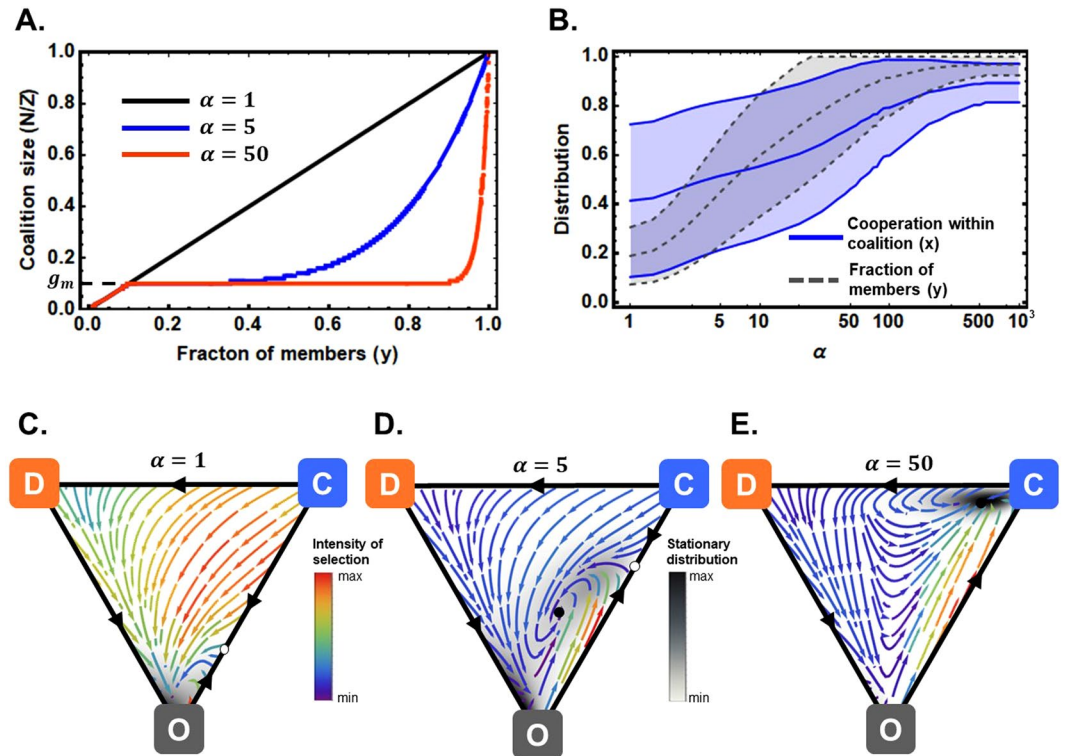 A.
Coalition size (N/Z)
1.0
0.8
0.6
0.4
0.2
g_m
0.0
α = 1
α = 5
α = 50
0.0 0.2 0.4 0.6 0.8 1.0
Fracton of members (y)
B.
Distribution
1.0
0.8
0.6
0.4
0.2
0.0
Cooperation within
coalition (x)
Fraction of
members (y)
1 5 10 50 100 500 10³
α
C.
α = 1
D
C
O
Intensity of
selection
max
min
D.
α = 5
D
C
O
Stationary
distribution
max
min
E.
α = 50
D
C
O